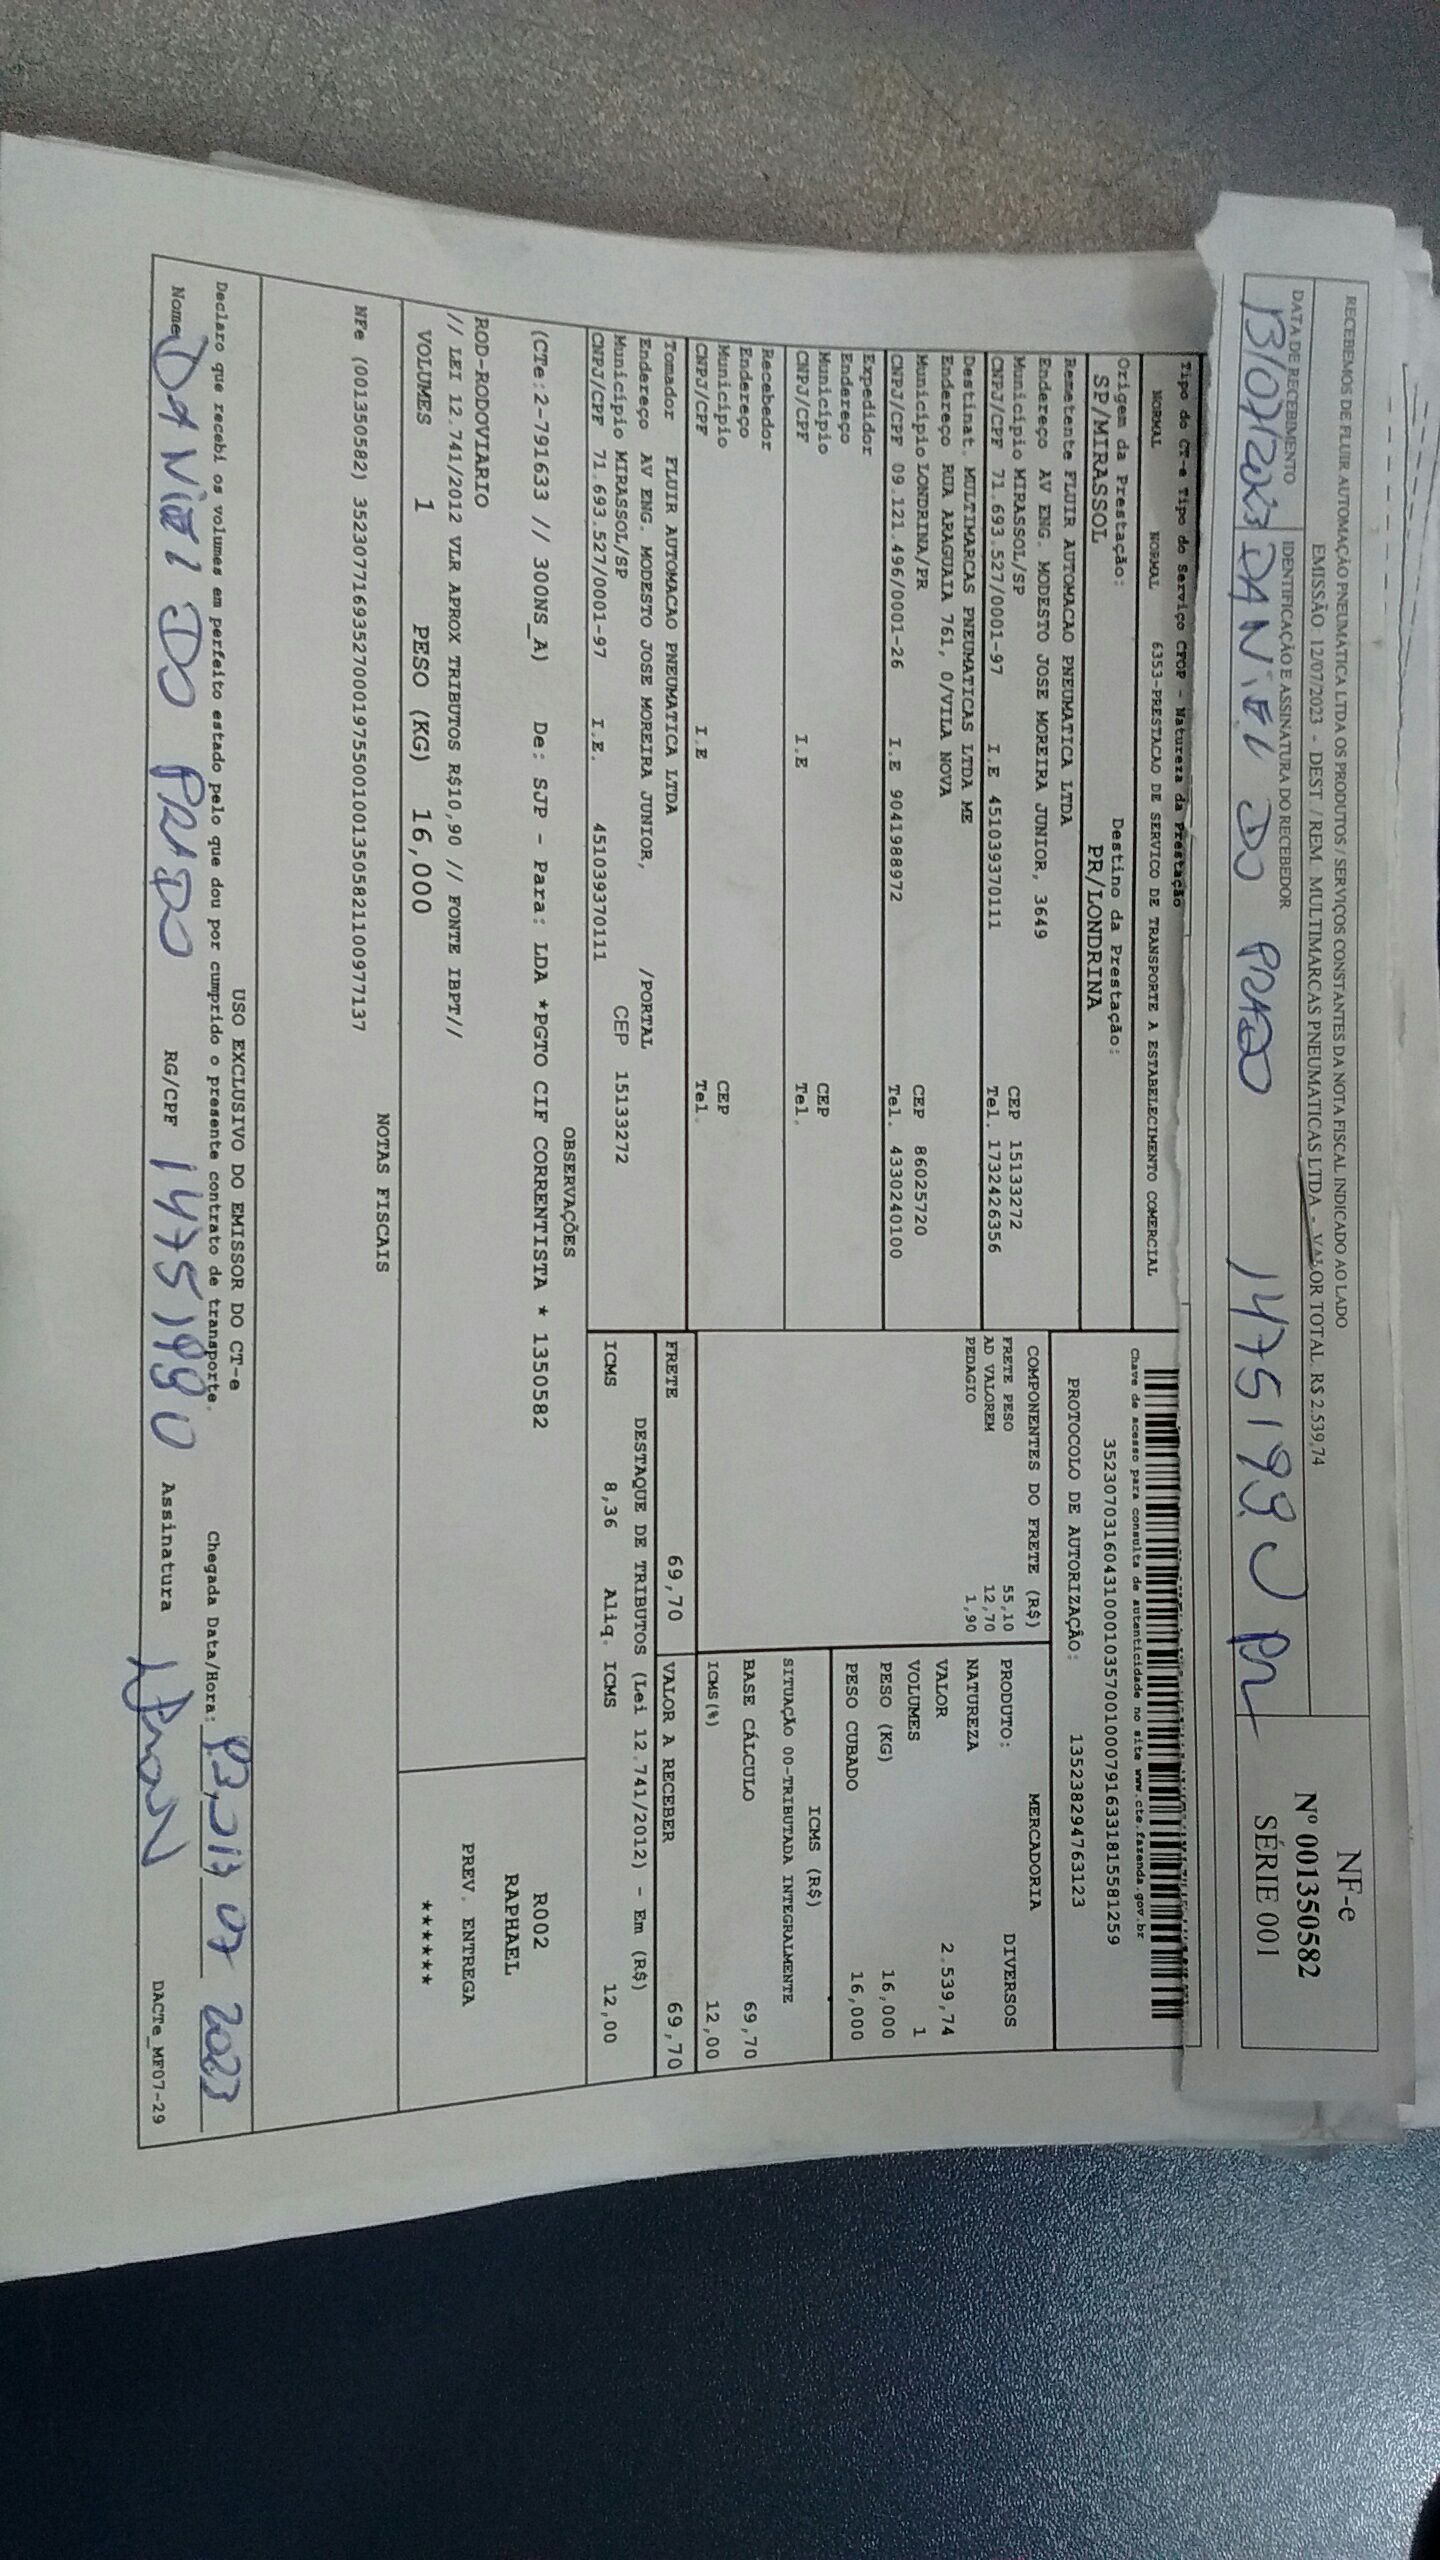 RECEBEMOS DE FLUIR AUTOMAÇÃO PNEUMÁTICA LTDA OS PRODUTOS / SERVIÇOS CONSTANTES DA NOTA FISCAL INDICADO AO LADO
EMISSÃO: 12/07/2023 - DEST / REM. MULTIMARCAS PNEUMATICAS LTDA - VALOR TOTAL: R$ 2.539,74
DATA DE RECEBIMENTO
IDENTIFICAÇÃO E ASSINATURA DO RECEBEDOR
13/07/2023 DANiEL DO PRADO 14751990 PR
NF-e
Nº 001350582
SÉRIE 001
Tipo do CT-e Tipo do Serviço CFOP - Natureza da Prestação
NORMAL NORMAL 6353-PRESTACAO DE SERVICO DE TRANSPORTE A ESTABELECIMENTO COMERCIAL
Origem da Prestação: Destino da Prestação:
SP/MIRASSOL PR/LONDRINA
Remetente FLUIR AUTOMACAO PNEUMATICA LTDA
Endereço AV ENG. MODESTO JOSE MOREIRA JUNIOR, 3649
Município MIRASSOL/SP CEP 15133272
CNPJ/CPF 71.693.527/0001-97 I.E 451039370111 Tel. 1732426356
Destinat. MULTIMARCAS PNEUMATICAS LTDA ME
Endereço RUA ARAGUAIA 761, 0/VILA NOVA
Município LONDRINA/PR CEP 86025720
CNPJ/CPF 09.121.496/0001-26 I.E 9041988972 Tel. 4330240100
Expedidor
Endereço
Município CEP
CNPJ/CPF I.E Tel.
Recebedor
Endereço
Município CEP
CNPJ/CPF I.E Tel.
Tomador FLUIR AUTOMACAO PNEUMATICA LTDA
Endereço AV ENG. MODESTO JOSE MOREIRA JUNIOR, /PORTAL
Município MIRASSOL/SP CEP 15133272
CNPJ/CPF 71.693.527/0001-97 I.E. 451039370111
Chave de acesso para consulta de autenticidade no site www.cte.fazenda.gov.br
35230703160431000103570010007916331815581259
PROTOCOLO DE AUTORIZAÇÃO: 135238294763123
COMPONENTES DO FRETE (R$)
FRETE PESO 55,10
AD VALOREM 12,70
PEDAGIO 1,90
MERCADORIA
PRODUTO: DIVERSOS
NATUREZA
VALOR 2.539,74
VOLUMES 1
PESO (KG) 16,000
PESO CUBADO 16,000
ICMS (R$)
SITUAÇÃO 00-TRIBUTADA INTEGRALMENTE
BASE CÁLCULO 69,70
ICMS(%) 12,00
FRETE 69,70 VALOR A RECEBER 69,70
DESTAQUE DE TRIBUTOS (Lei 12.741/2012) - Em (R$)
ICMS 8,36 Aliq. ICMS 12,00
OBSERVAÇÕES
(CTe:2-791633 // 300NS_A) De: SJP - Para: LDA *PGTO CIF CORRENTISTA * 1350582
ROD-RODOVIARIO
// LEI 12.741/2012 VLR APROX TRIBUTOS R$10,90 // FONTE IBPT//
VOLUMES 1 PESO (KG) 16,000
R002
RAPHAEL
PREV. ENTREGA
******
NOTAS FISCAIS
NFe (001350582) 35230771693527000197550010013505821100977137
USO EXCLUSIVO DO EMISSOR DO CT-e
Declaro que recebi os volumes em perfeito estado pelo que dou por cumprido o presente contrato de transporte.
Chegada Data/Hora: 13 07 2023
Nome DANiEL DO PRADO RG/CPF 14751990 Assinatura
DACTe_MF07-29